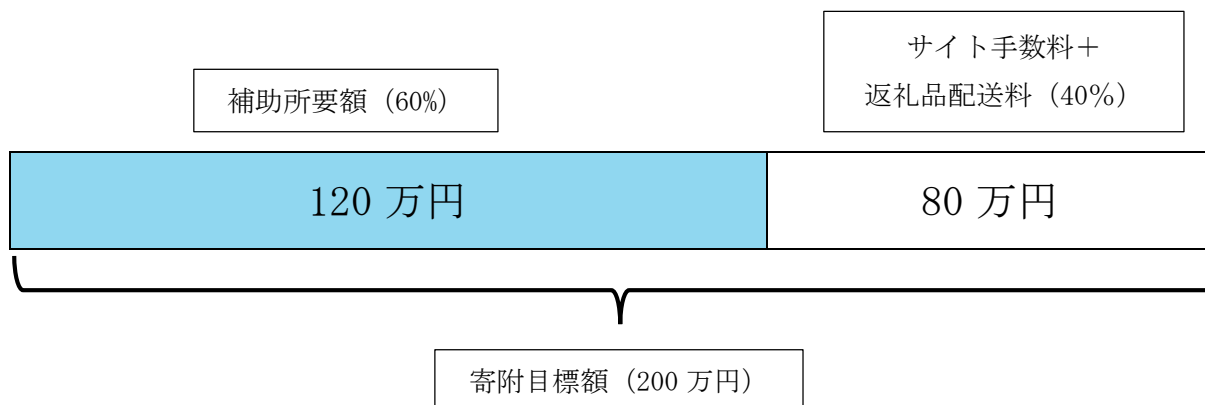 サイト手数料＋
返礼品配送料（40％）
補助所要額（60%）
120 万円
80 万円
寄附目標額（200 万円）